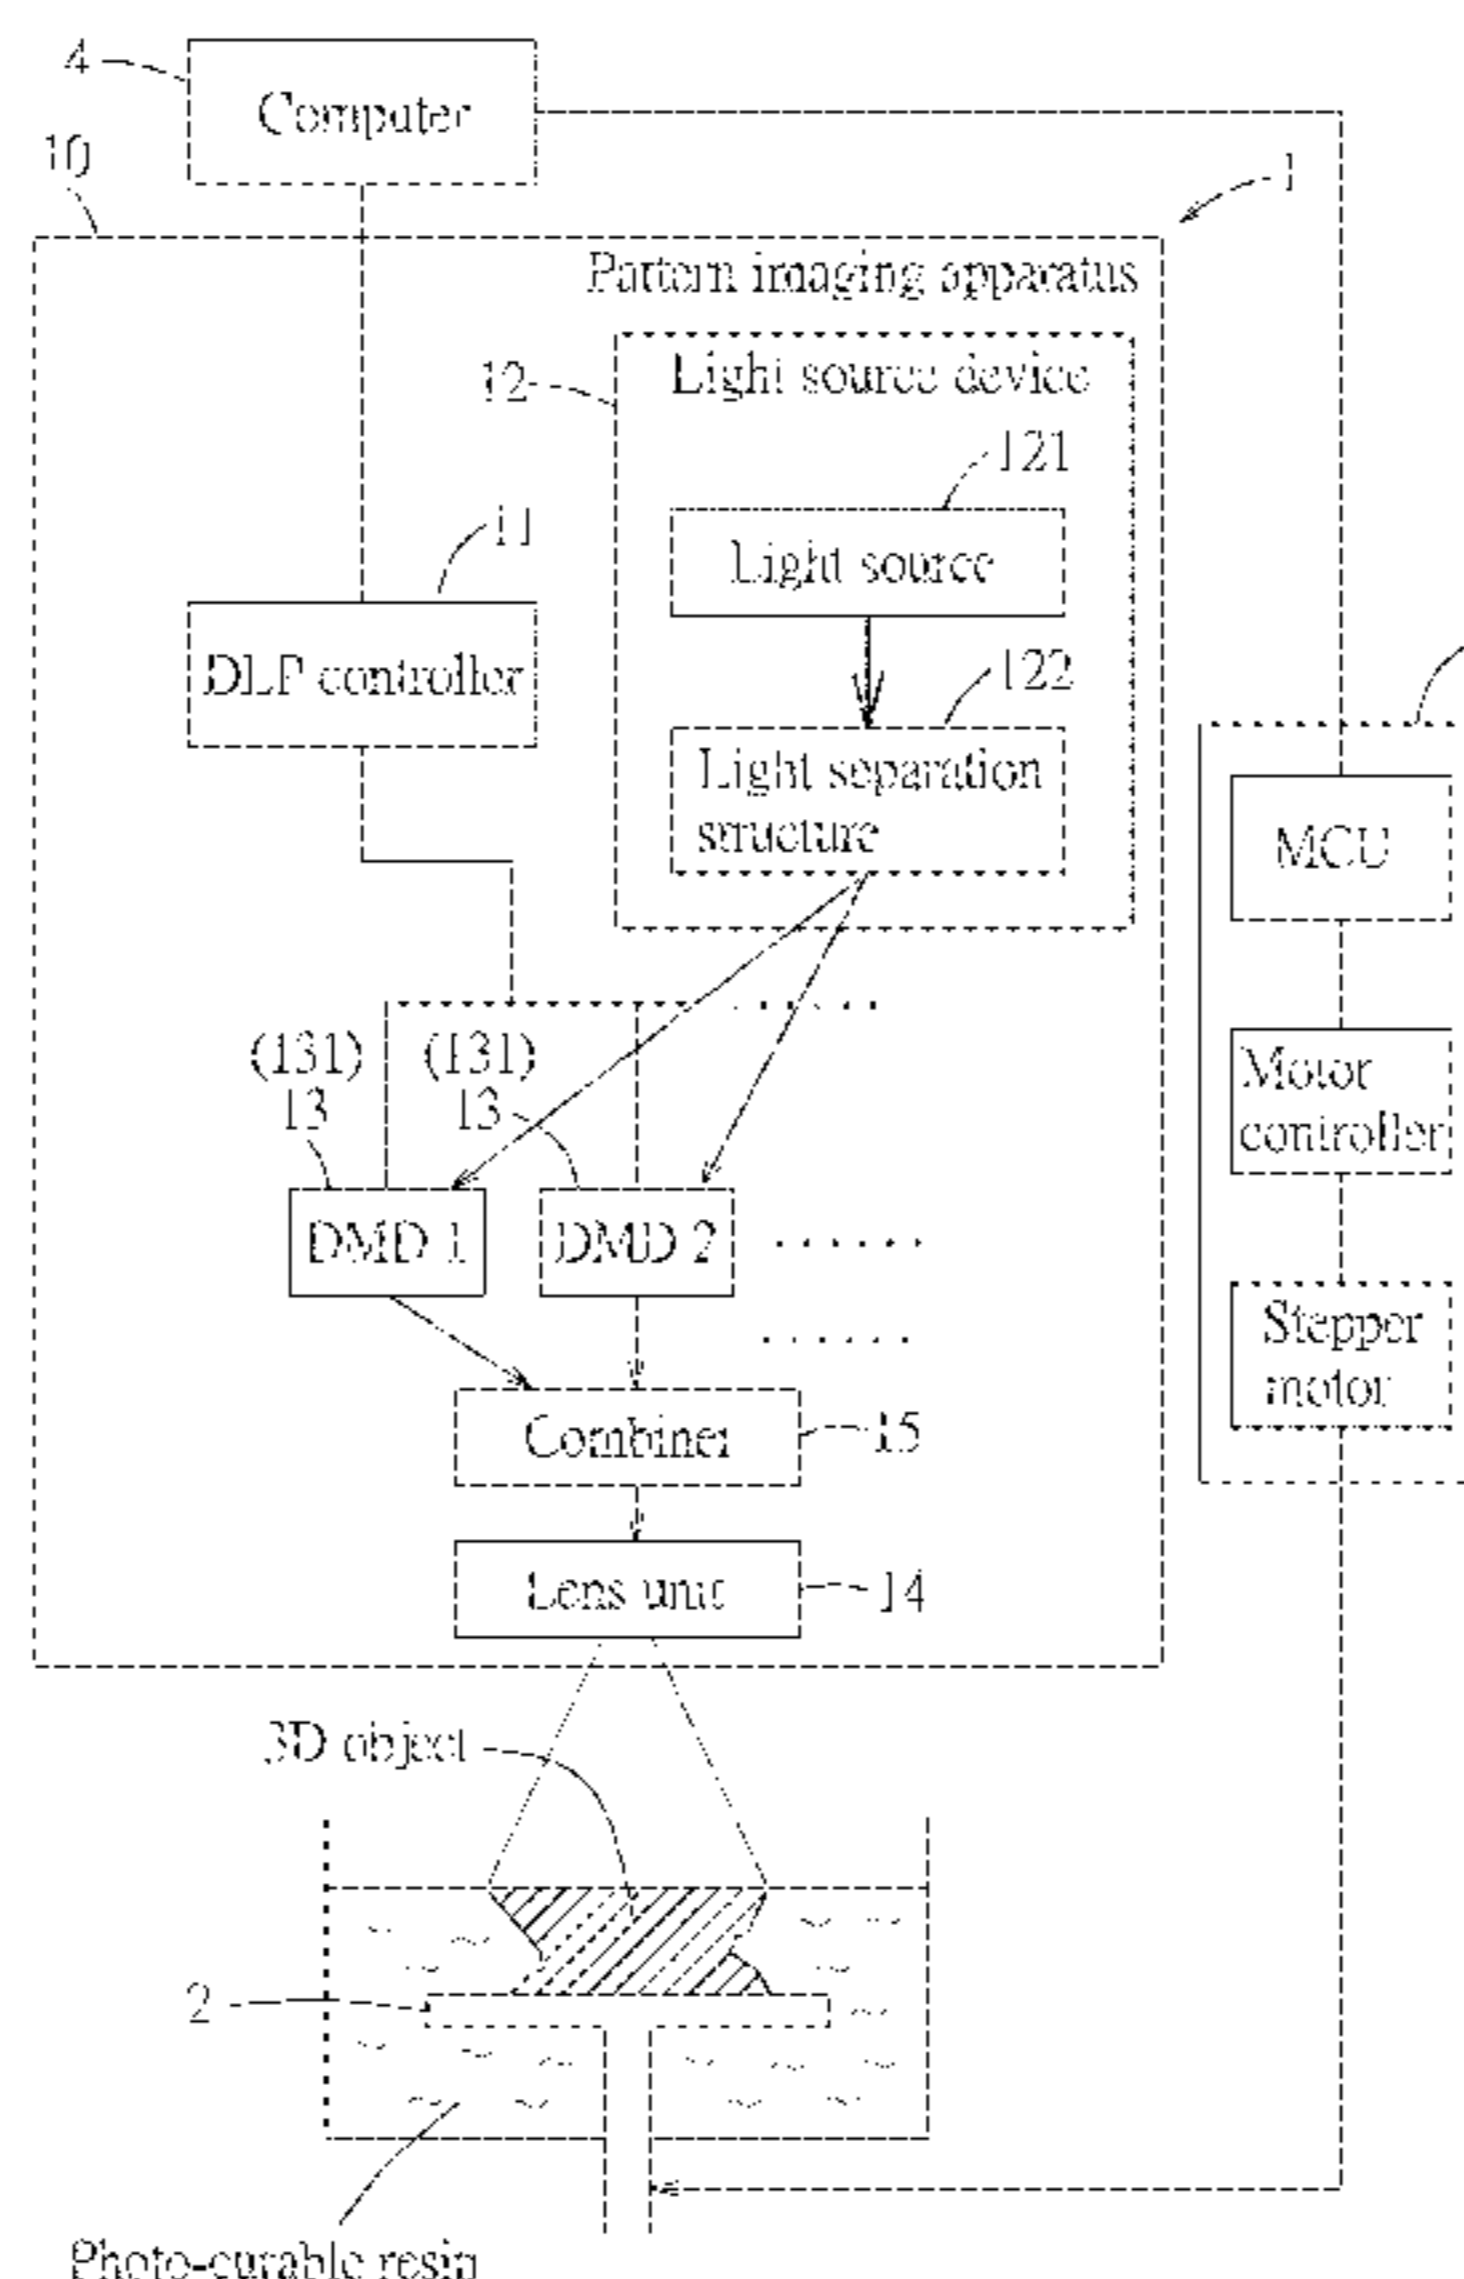 4
Computer
10
1
Pattern imaging apparatus
12
Light source device
121
11
Light source
DLP controller
122
Light separation
structure
MCU
(131) (131)
13 13
Motor
controller
DMD 1 DMD 2
Stepper
motor
Combiner
15
Lens unit
14
3D object
2
Photo-curable resin